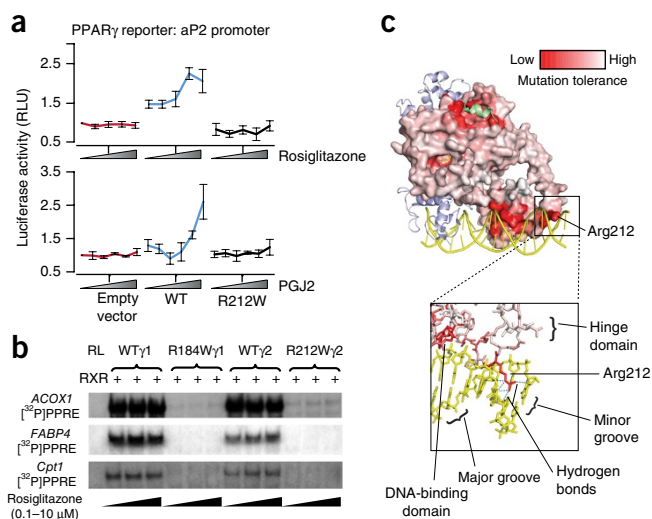 a
PPARγ reporter: aP2 promoter
Luciferase activity (RLU)
2.5
1.5
0.5
Rosiglitazone
3.5
2.5
1.5
0.5
PGJ2
Empty vector
WT
R212W
b
RL WTγ1 R184Wγ1 WTγ2 R212Wγ2
RXR + + + + + + + + + + + +
ACOX1
[³²P]PPRE
FABP4
[³²P]PPRE
Cpt1
[³²P]PPRE
Rosiglitazone
(0.1–10 μM)
c
Low High
Mutation tolerance
Arg212
Hinge
domain
Arg212
Minor
groove
Major groove
Hydrogen
bonds
DNA-binding
domain